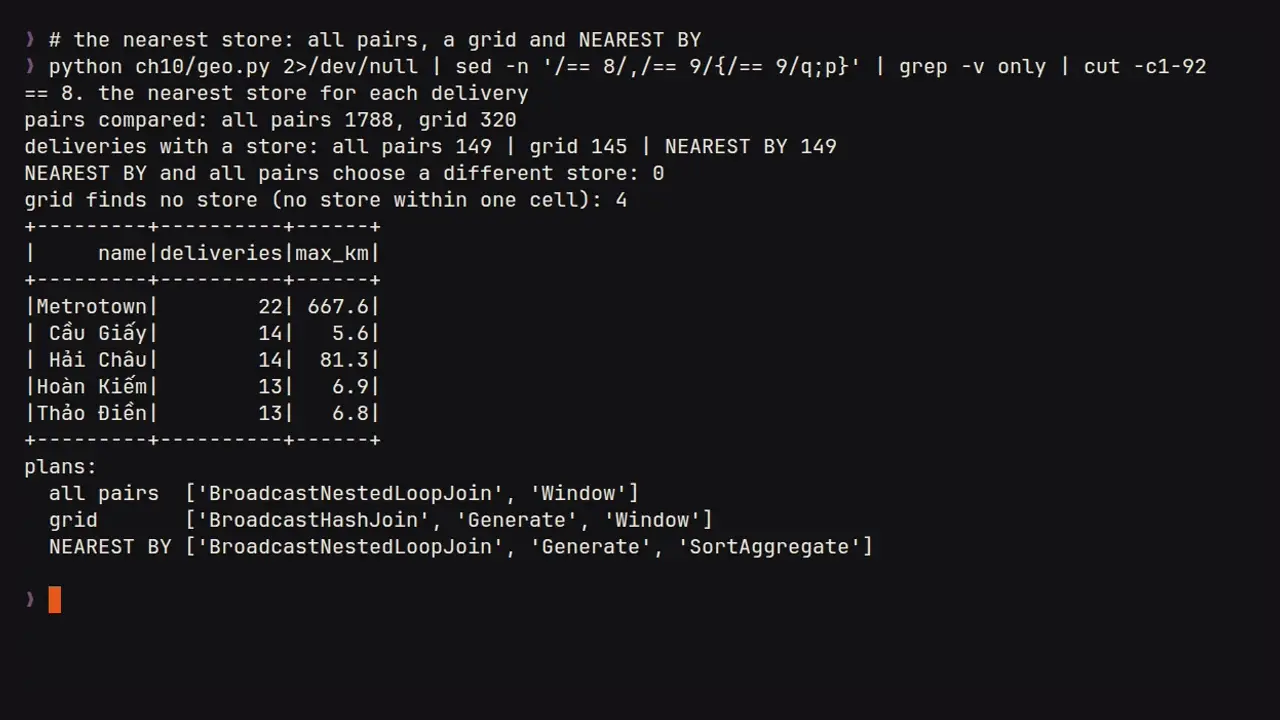 ❯ # the nearest store: all pairs, a grid and NEAREST BY
❯ python ch10/geo.py 2>/dev/null | sed -n '/== 8/,/== 9/{/== 9/q;p}' | grep -v only | cut -c1-92
== 8. the nearest store for each delivery
pairs compared: all pairs 1788, grid 320
deliveries with a store: all pairs 149 | grid 145 | NEAREST BY 149
NEAREST BY and all pairs choose a different store: 0
grid finds no store (no store within one cell): 4
+---------+----------+------+
|     name|deliveries|max_km|
+---------+----------+------+
|Metrotown|        22| 667.6|
| Cầu Giấy|        14|   5.6|
| Hải Châu|        14|  81.3|
|Hoàn Kiếm|        13|   6.9|
|Thảo Điền|        13|   6.8|
+---------+----------+------+
plans:
  all pairs  ['BroadcastNestedLoopJoin', 'Window']
  grid       ['BroadcastHashJoin', 'Generate', 'Window']
  NEAREST BY ['BroadcastNestedLoopJoin', 'Generate', 'SortAggregate']
❯